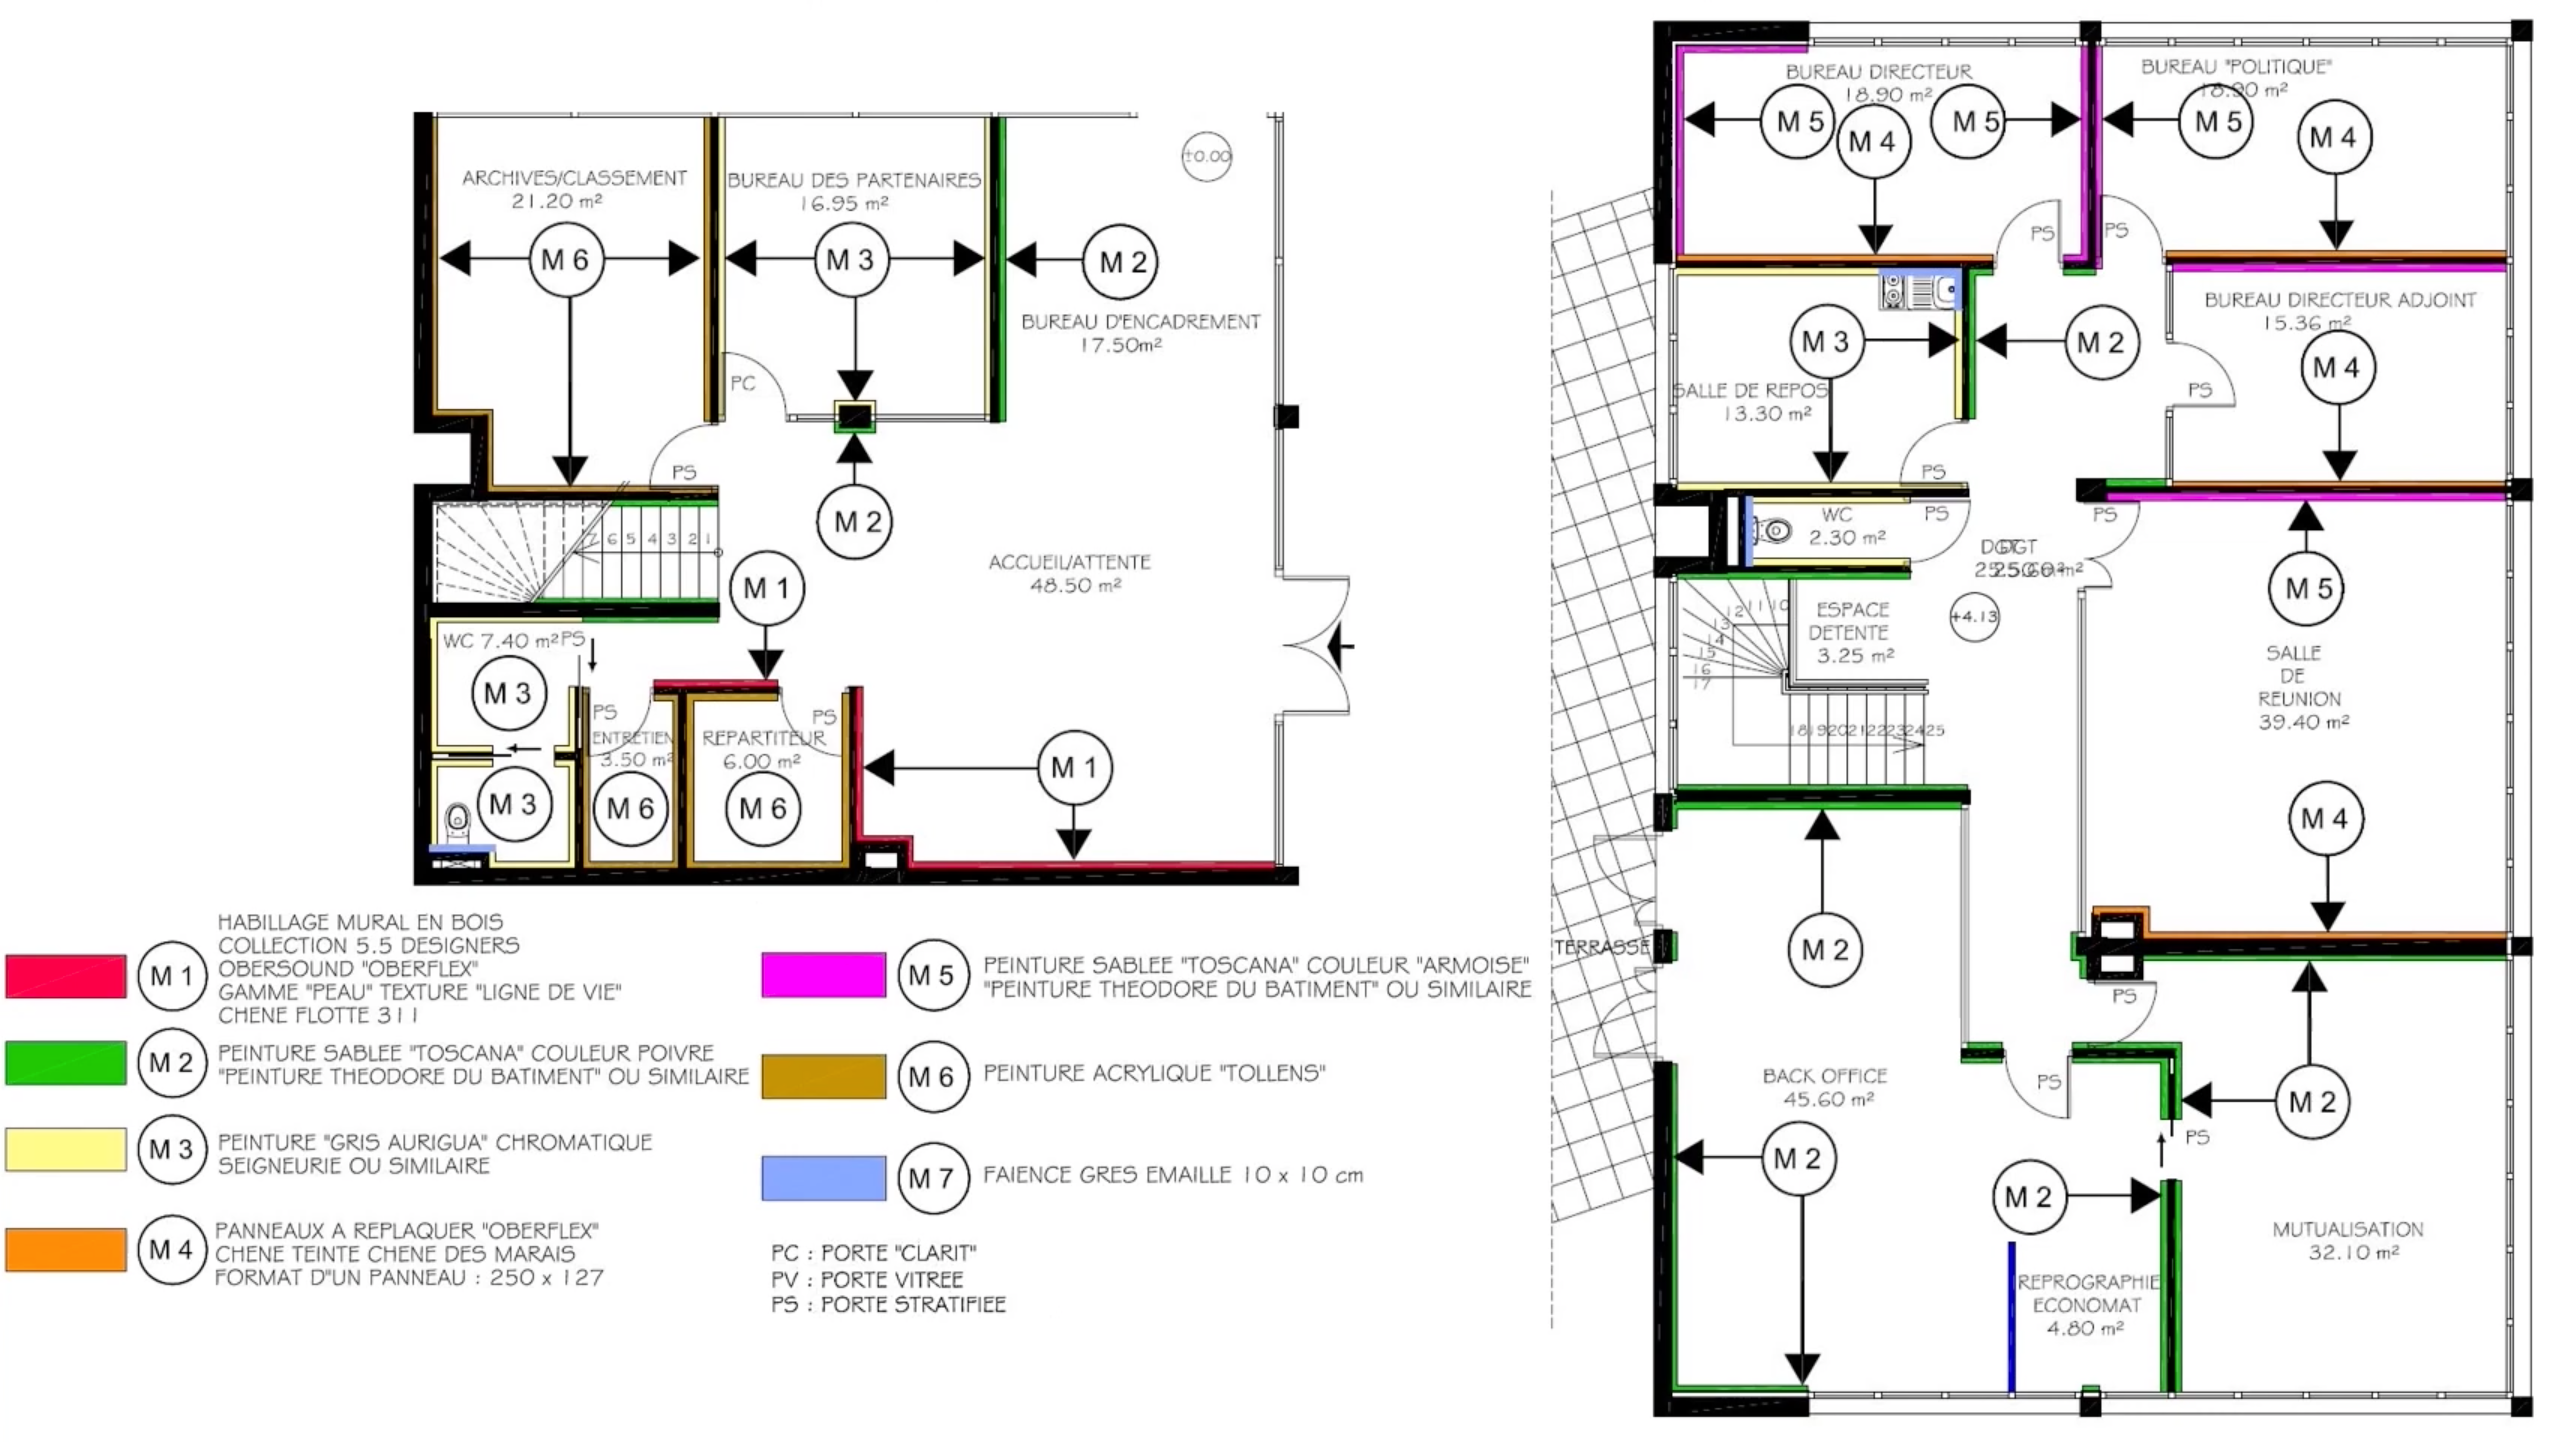 ARCHIVES/CLASSEMENT
21.20 m²
M 6
PS
BUREAU DES PARTENAIRES
16.95 m²
M 3
PC
M 2
±0.00
M 2
BUREAU D'ENCADREMENT
17.50m²
7 6 5 4 3 2 1
ACCUEIL/ATTENTE
48.50 m²
M 1
WC 7.40 m²
PS
M 3
M 3
PS
ENTRETIEN
3.50 m²
M 6
REPARTITEUR
6.00 m²
PS
M 6
M 1
M 1
HABILLAGE MURAL EN BOIS
COLLECTION 5.5 DESIGNERS
OBERSOUND "OBERFLEX"
GAMME "PEAU" TEXTURE "LIGNE DE VIE"
CHENE FLOTTE 311
M 2
PEINTURE SABLEE "TOSCANA" COULEUR POIVRE
"PEINTURE THEODORE DU BATIMENT" OU SIMILAIRE
M 3
PEINTURE "GRIS AURIGUA" CHROMATIQUE
SEIGNEURIE OU SIMILAIRE
M 4
PANNEAUX A REPLAQUER "OBERFLEX"
CHENE TEINTE CHENE DES MARAIS
FORMAT D"UN PANNEAU : 250 x 127
M 5
PEINTURE SABLEE "TOSCANA" COULEUR "ARMOISE"
"PEINTURE THEODORE DU BATIMENT" OU SIMILAIRE
M 6
PEINTURE ACRYLIQUE "TOLLENS"
M 7
FAIENCE GRES EMAILLE 10 x 10 cm
PC : PORTE "CLARIT"
PV : PORTE VITREE
PS : PORTE STRATIFIEE
BUREAU DIRECTEUR
18.90 m²
M 5
M 4
M 5
PS
BUREAU "POLITIQUE"
18.90 m²
M 5
M 4
PS
M 3
SALLE DE REPOS
13.30 m²
PS
M 2
BUREAU DIRECTEUR ADJOINT
15.36 m²
M 4
PS
WC
2.30 m²
PS
PS
DGT
+4.13
M 5
ESPACE
DETENTE
3.25 m²
10
11
12
13
14
15
16
17
18 19 20 21 22 23 24 25
SALLE
DE
REUNION
39.40 m²
M 4
TERRASSE
M 2
PS
BACK OFFICE
45.60 m²
PS
M 2
M 2
PS
M 2
REPROGRAPHIE
ECONOMAT
4.80 m²
MUTUALISATION
32.10 m²